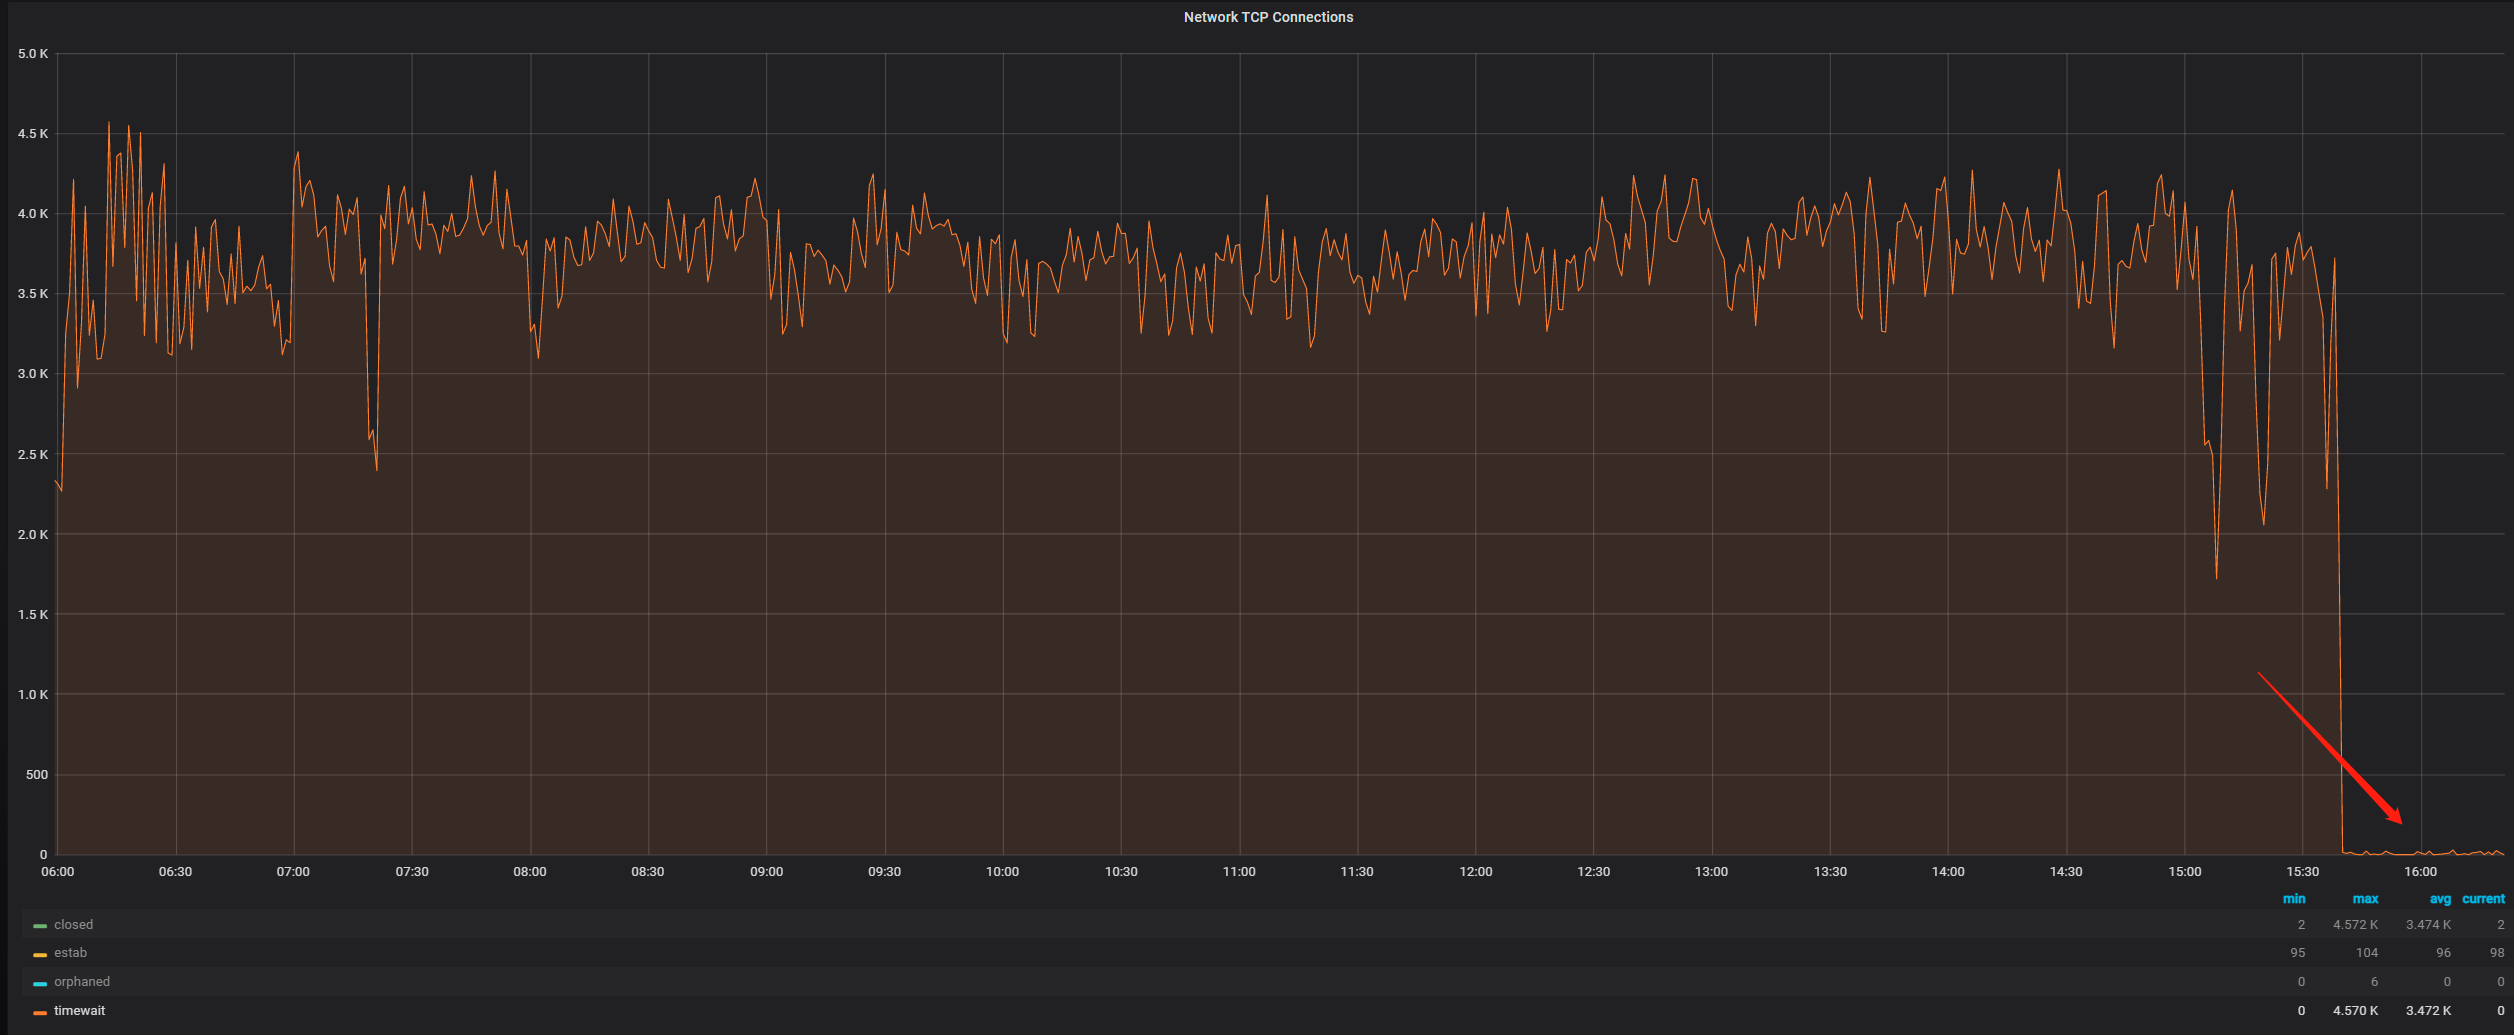 Network TCP Connections
5.0 K
4.5 K
4.0 K
3.5 K
3.0 K
2.5 K
2.0 K
1.5 K
1.0 K
500
0
06:00 06:30 07:00 07:30 08:00 08:30 09:00 09:30 10:00 10:30 11:00 11:30 12:00 12:30 13:00 13:30 14:00 14:30 15:00 15:30 16:00
min max avg current
closed 2 4.572 K 3.474 K 2
estab 95 104 96 98
orphaned 0 6 0 0
timewait 0 4.570 K 3.472 K 0